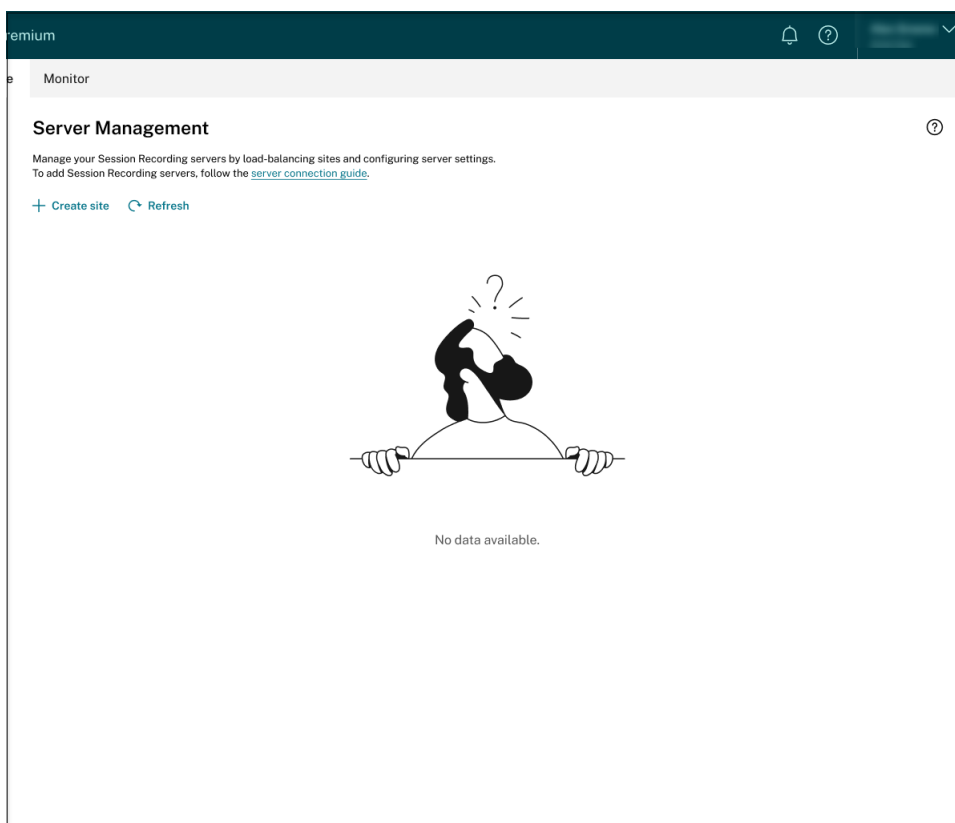 remium
e Monitor
Server Management
Manage your Session Recording servers by load-balancing sites and configuring server settings.
To add Session Recording servers, follow the server connection guide.
Create site Refresh
?
No data available.